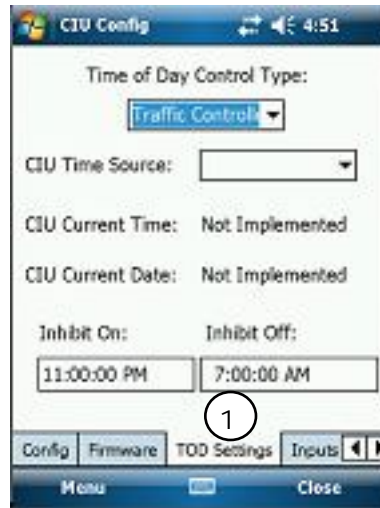 CIU Config 4:51
Time of Day Control Type:
Traffic Controll
CIU Time Source:
CIU Current Time: Not Implemented
CIU Current Date: Not Implemented
Inhibit On: Inhibit Off:
11:00:00 PM 7:00:00 AM
1
Config Firmware TOD Settings Inputs
Menu Close